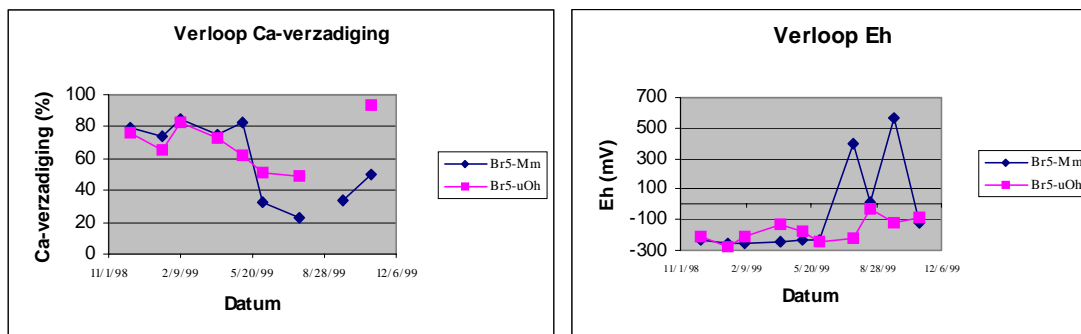 Verloop Ca-verzadiging
Ca-verzadiging (%)
100
80
60
40
20
0
11/1/98
2/9/99
5/20/99
8/28/99
12/6/99
Datum
Br5-Mm
Br5-uOh
Verloop Eh
Eh (mV)
700
500
300
100
-100
-300
11/1/98
2/9/99
5/20/99
8/28/99
12/6/99
Datum
Br5-Mm
Br5-uOh